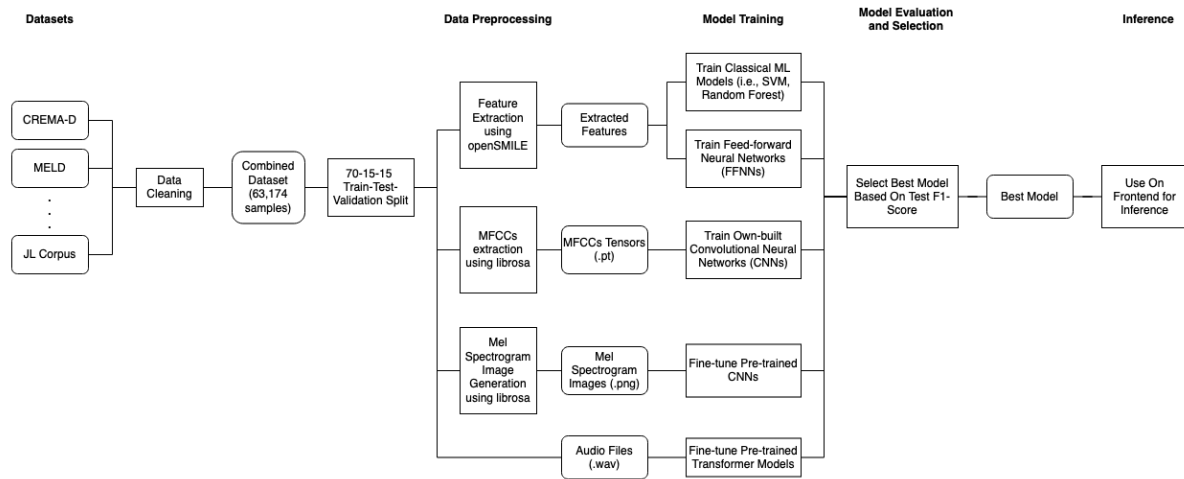 Datasets
Data Preprocessing
Model Training
Model Evaluation
and Selection
Inference
CREMA-D
MELD
.
.
.
JL Corpus
Data
Cleaning
Combined
Dataset
(63,174
samples)
70-15-15
Train-Test-
Validation Split
Feature
Extraction
using
openSMILE
Extracted
Features
Train Classical ML
Models (i.e., SVM,
Random Forest)
Train Feed-forward
Neural Networks
(FFNNs)
MFCCs
extraction
using librosa
MFCCs Tensors
(.pt)
Train Own-built
Convolutional Neural
Networks (CNNs)
Mel
Spectrogram
Image
Generation
using librosa
Mel
Spectrogram
Images (.png)
Fine-tune Pre-trained
CNNs
Audio Files
(.wav)
Fine-tune Pre-trained
Transformer Models
Select Best Model
Based On Test F1-
Score
Best Model
Use On
Frontend for
Inference